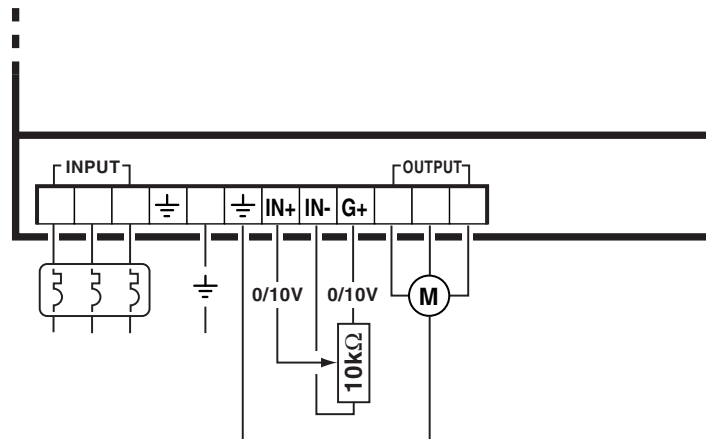 INPUT
OUTPUT
IN+ IN- G+
0/10V 0/10V
M
10kΩ